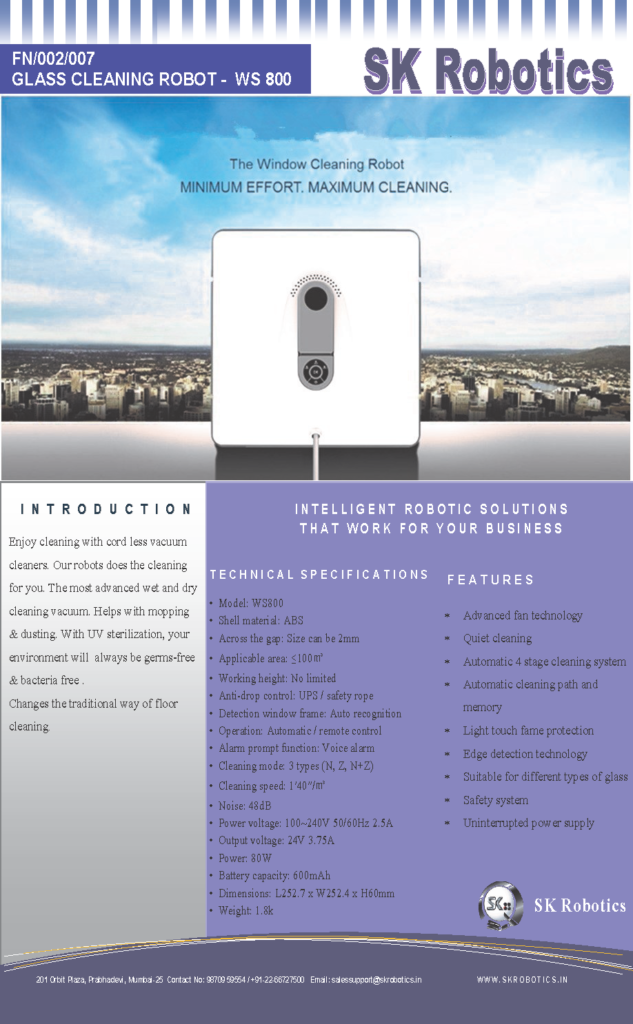 FN/002/007
GLASS CLEANING ROBOT - WS 800
SK Robotics
The Window Cleaning Robot
MINIMUM EFFORT. MAXIMUM CLEANING.
INTRODUCTION
Enjoy cleaning with cord less vacuum
cleaners. Our robots does the cleaning
for you. The most advanced wet and dry
cleaning vacuum. Helps with mopping
& dusting. With UV sterilization, your
environment will always be germs-free
& bacteria free .
Changes the traditional way of floor
cleaning.
INTELLIGENT ROBOTIC SOLUTIONS
THAT WORK FOR YOUR BUSINESS
TECHNICAL SPECIFICATIONS
• Model: WS800
• Shell material: ABS
• Across the gap: Size can be 2mm
• Applicable area: ≤100㎡
• Working height: No limited
• Anti-drop control: UPS / safety rope
• Detection window frame: Auto recognition
• Operation: Automatic / remote control
• Alarm prompt function: Voice alarm
• Cleaning mode: 3 types (N, Z, N+Z)
• Cleaning speed: 1'40"/㎡
• Noise: 48dB
• Power voltage: 100~240V 50/60Hz 2.5A
• Output voltage: 24V 3.75A
• Power: 80W
• Battery capacity: 600mAh
• Dimensions: L252.7 x W252.4 x H60mm
• Weight: 1.8k
FEATURES
Advanced fan technology
Quiet cleaning
Automatic 4 stage cleaning system
Automatic cleaning path and
memory
Light touch fame protection
Edge detection technology
Suitable for different types of glass
Safety system
Uninterrupted power supply
SK
SK Robotics
201 Orbit Plaza, Prabhadevi, Mumbai-25 Contact No: 9870959554 / +91-22-66727500 Email: salessupport@skrobotics.in
WWW.SKROBOTICS.IN